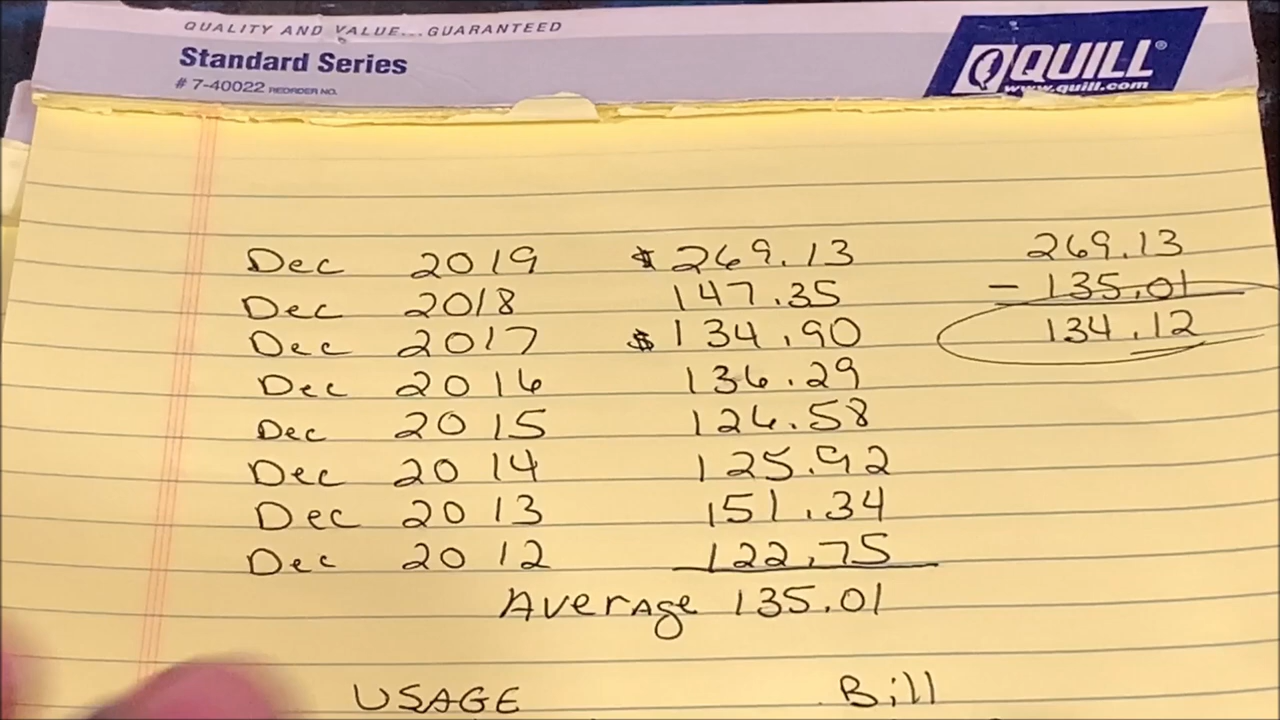 QUALITY AND VALUE...GUARANTEED
Standard Series
# 7-40022 REORDER NO.
QUILL®
www.quill.com
Dec 2019 $ 269.13
Dec 2018 147.35
Dec 2017 $ 134.90
Dec 2016 136.29
Dec 2015 126.58
Dec 2014 125.92
Dec 2013 151.34
Dec 2012 122.75
Average 135.01
269.13
- 135.01
134.12
USAGE Bill